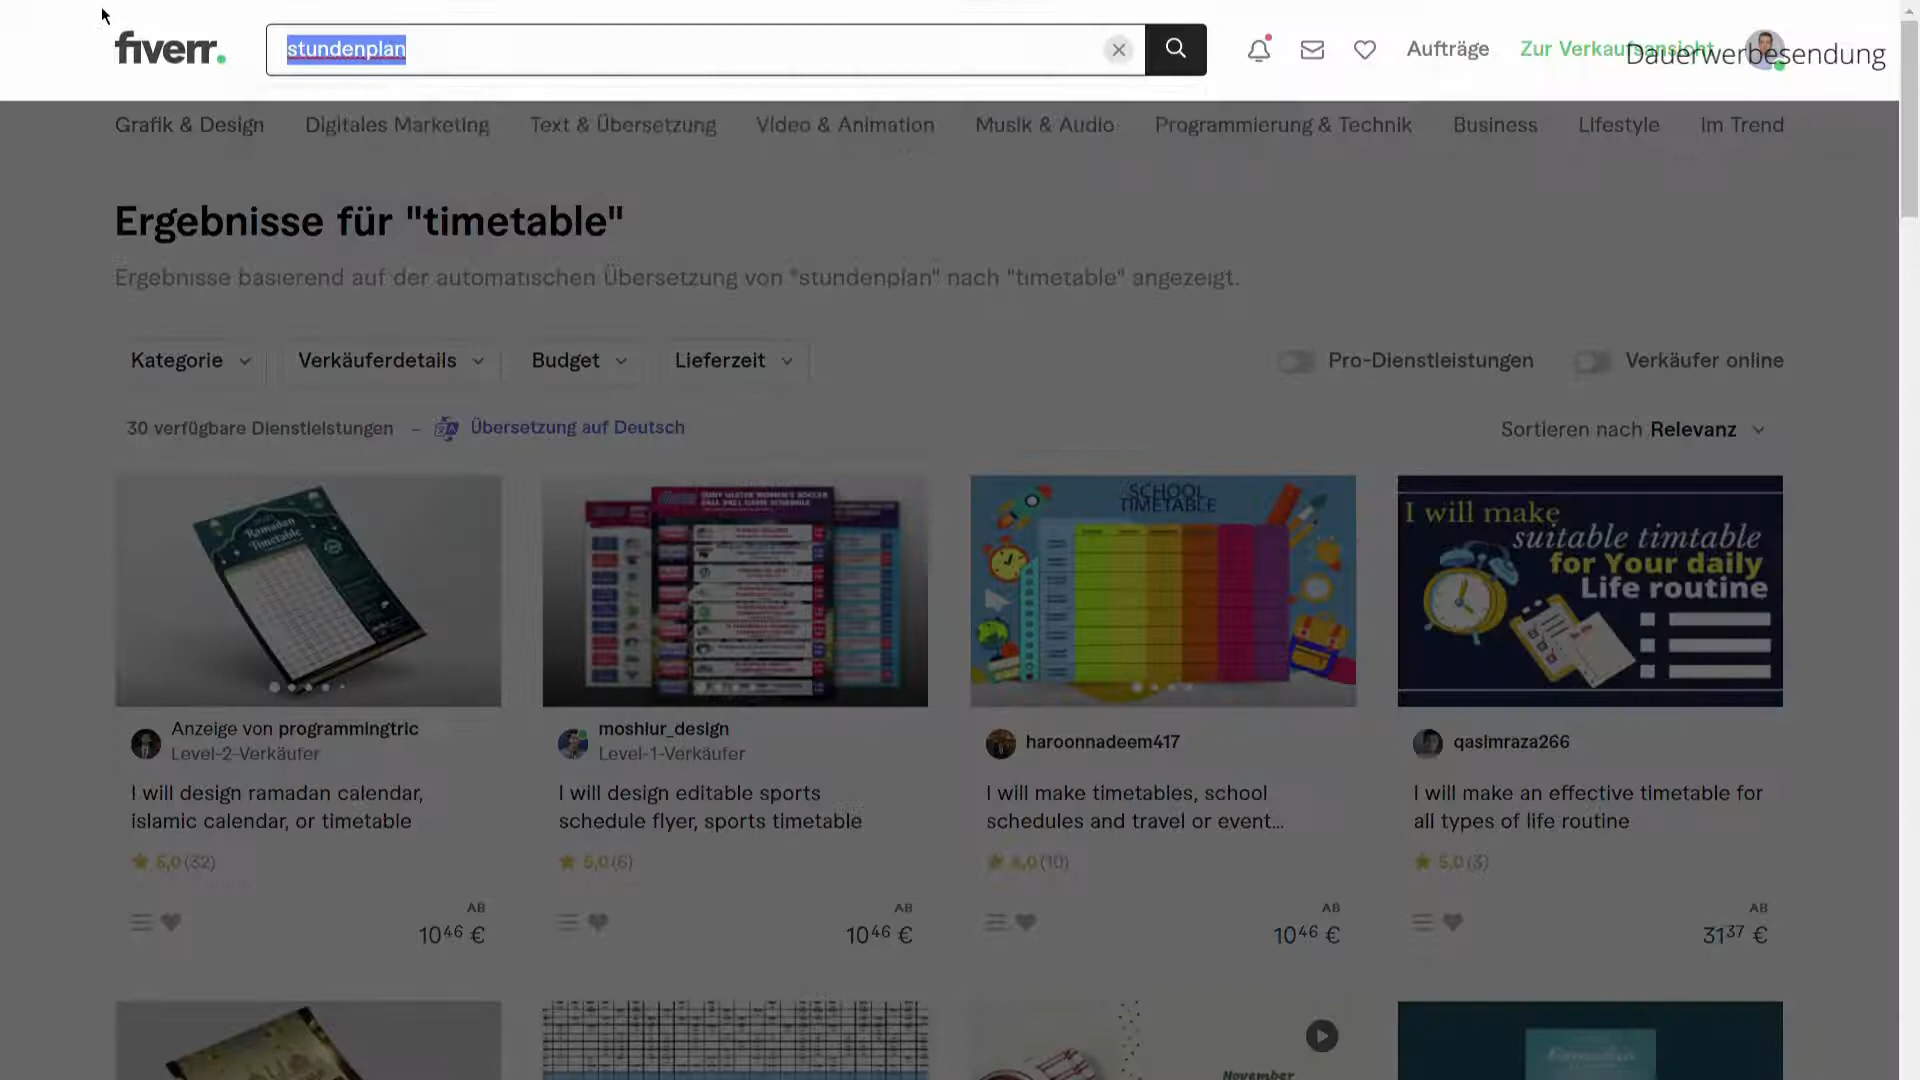 fiverr.
stundenplan
Aufträge
Zur Verkaufsansicht
Dauerwerbesendung
Grafik & Design
Digitales Marketing
Text & Übersetzung
Video & Animation
Musik & Audio
Programmierung & Technik
Business
Lifestyle
Im Trend
Ergebnisse für "timetable"
Ergebnisse basierend auf der automatischen Übersetzung von "stundenplan" nach "timetable" angezeigt.
Kategorie
Verkäuferdetails
Budget
Lieferzeit
Pro-Dienstleistungen
Verkäufer online
30 verfügbare Dienstleistungen – Übersetzung auf Deutsch
Sortieren nach Relevanz
Ramadan
Timetable
SCHOOL
TIMETABLE
I will make
suitable timtable
for Your daily
Life routine
Anzeige von programmingtric
Level-2-Verkäufer
I will design ramadan calendar,
islamic calendar, or timetable
5,0 (32)
AB
10 46 €
moshiur_design
Level-1-Verkäufer
I will design editable sports
schedule flyer, sports timetable
5,0 (6)
AB
10 46 €
haroonnadeem417
I will make timetables, school
schedules and travel or event...
(10)
AB
10 46 €
qasimraza266
I will make an effective timetable for
all types of life routine
5,0 (3)
AB
31 37 €
November